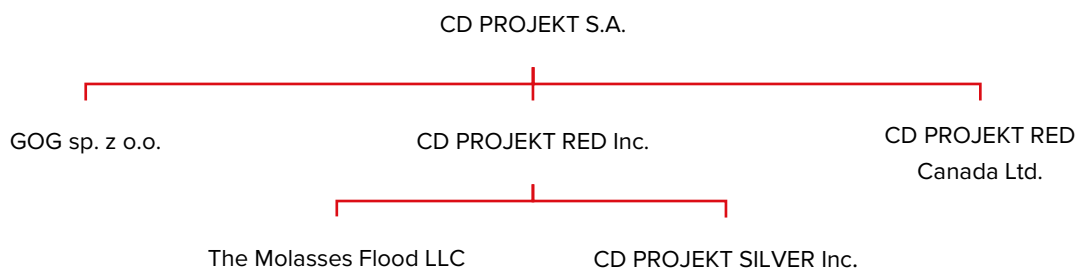 CD PROJEKT S.A.
GOG sp. z o.o.
CD PROJEKT RED Inc.
CD PROJEKT RED
Canada Ltd.
The Molasses Flood LLC
CD PROJEKT SILVER Inc.